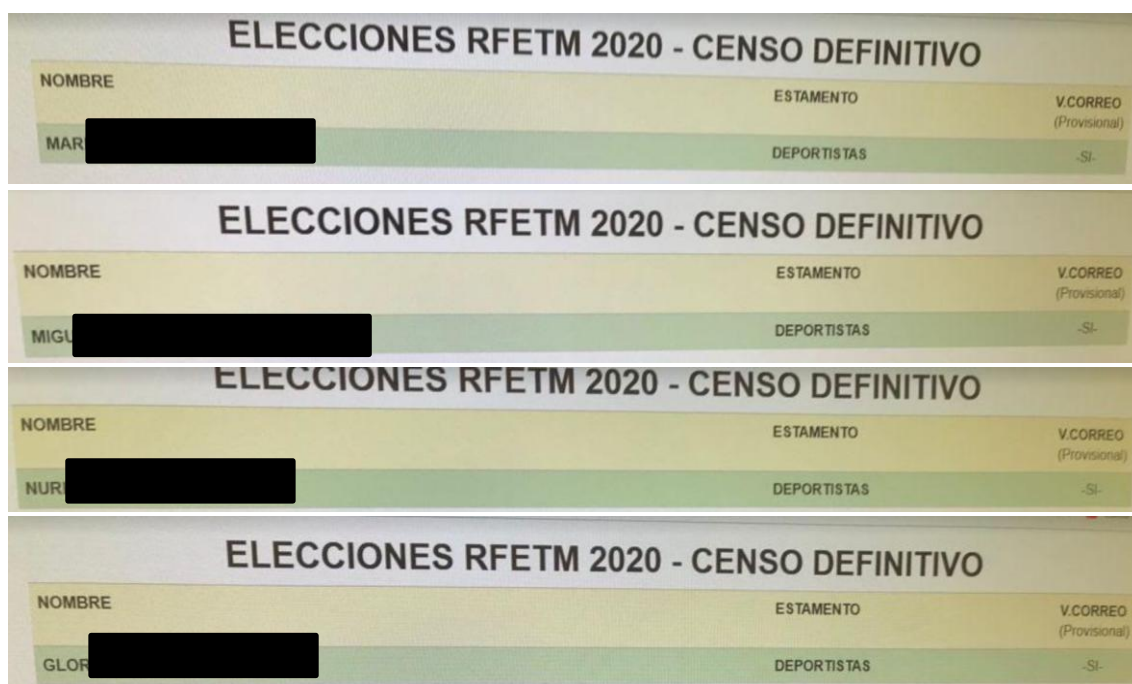 ELECCIONES RFETM 2020 - CENSO DEFINITIVO
NOMBRE ESTAMENTO V.CORREO
(Provisional)
MAR DEPORTISTAS -SI-
ELECCIONES RFETM 2020 - CENSO DEFINITIVO
NOMBRE ESTAMENTO V.CORREO
(Provisional)
MIGU DEPORTISTAS -SI-
ELECCIONES RFETM 2020 - CENSO DEFINITIVO
NOMBRE ESTAMENTO V.CORREO
(Provisional)
NURI DEPORTISTAS -SI-
ELECCIONES RFETM 2020 - CENSO DEFINITIVO
NOMBRE ESTAMENTO V.CORREO
(Provisional)
GLOR DEPORTISTAS -SI-